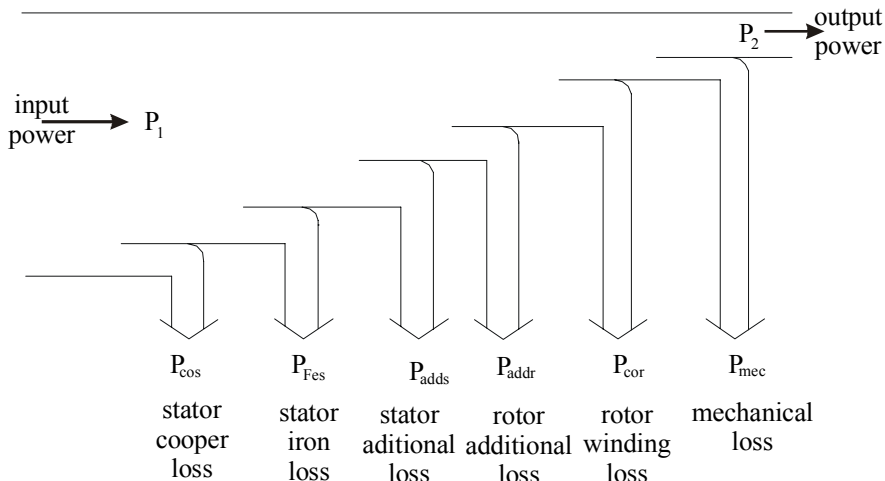 P2
output
power
input
power
P1
Pcos
stator
cooper
loss
PFes
stator
iron
loss
Padds
stator
aditional
loss
Paddr
rotor
additional
loss
Pcor
rotor
winding
loss
Pmec
mechanical
loss